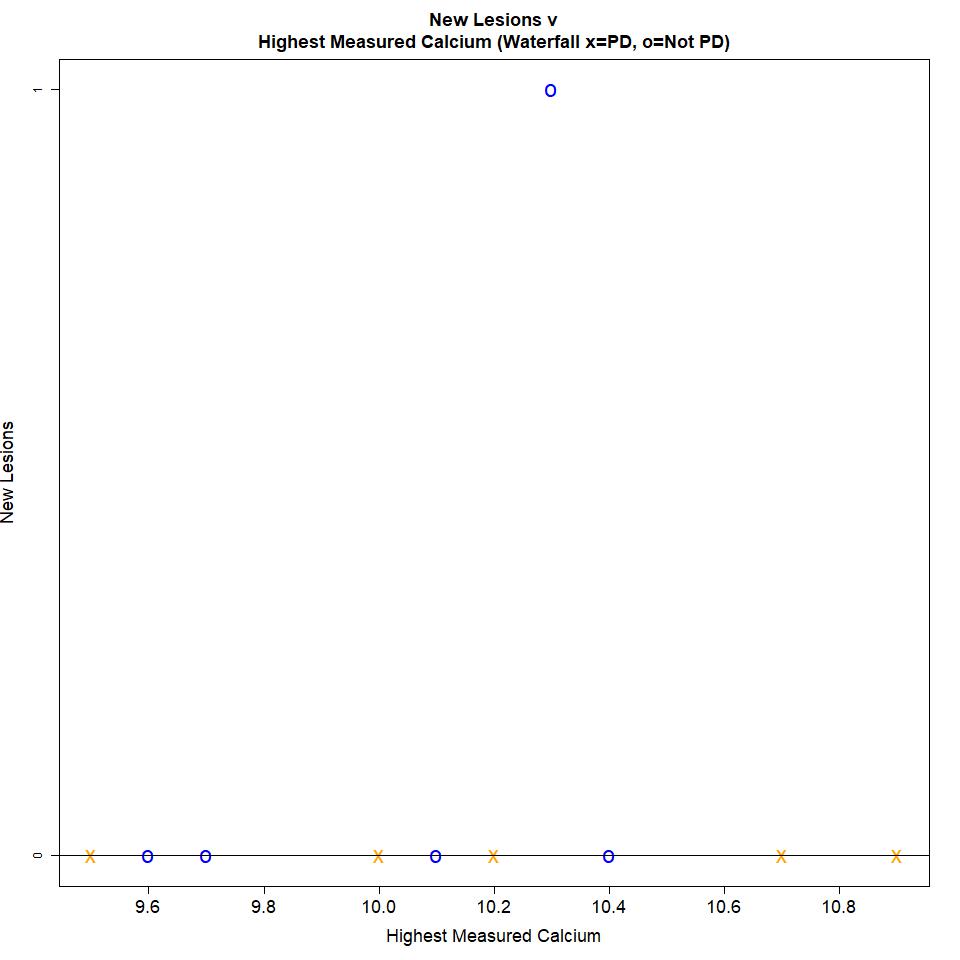 New Lesions v
Highest Measured Calcium (Waterfall x=PD, o=Not PD)
1
New Lesions
0
o
x o o x o x o x x
9.6 9.8 10.0 10.2 10.4 10.6 10.8
Highest Measured Calcium